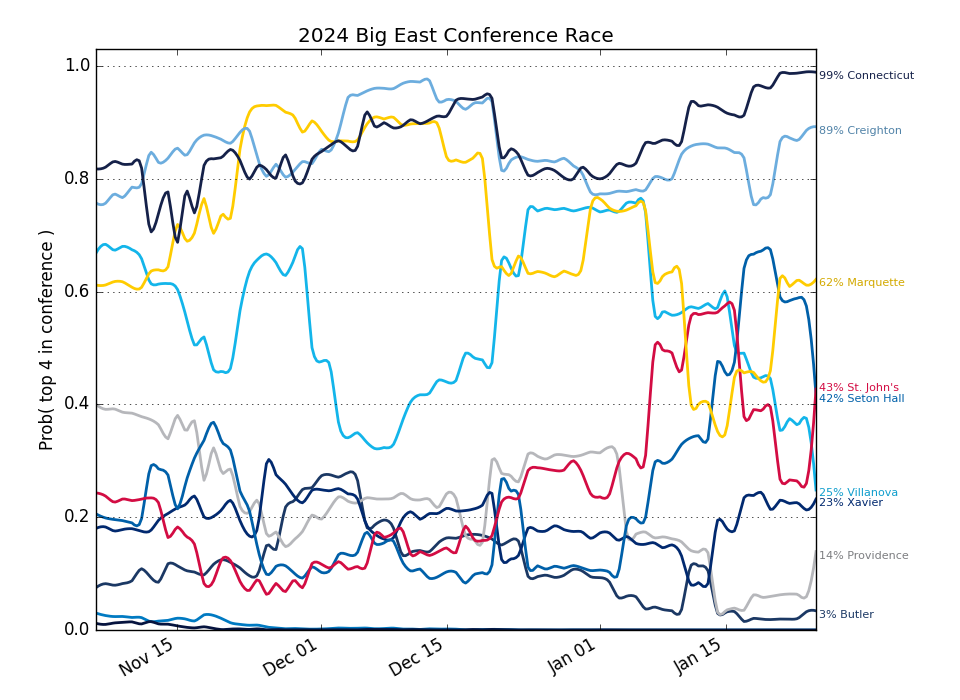 2024 Big East Conference Race
Prob( top 4 in conference )
1.0
0.8
0.6
0.4
0.2
0.0
Nov 15
Dec 01
Dec 15
Jan 01
Jan 15
99% Connecticut
89% Creighton
62% Marquette
43% St. John's
42% Seton Hall
25% Villanova
23% Xavier
14% Providence
3% Butler